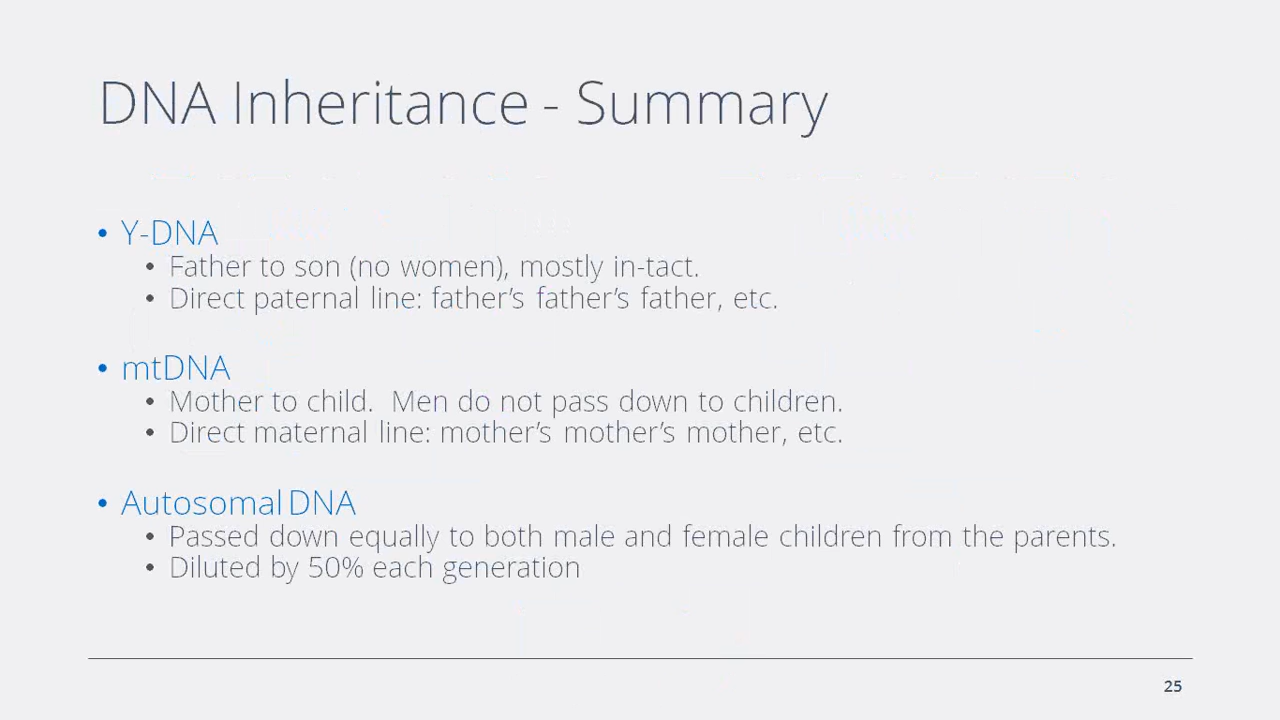 DNA Inheritance - Summary
• Y-DNA
• Father to son (no women), mostly in-tact.
• Direct paternal line: father’s father’s father, etc.
• mtDNA
• Mother to child.  Men do not pass down to children.
• Direct maternal line: mother’s mother’s mother, etc.
• Autosomal DNA
• Passed down equally to both male and female children from the parents.
• Diluted by 50% each generation
25